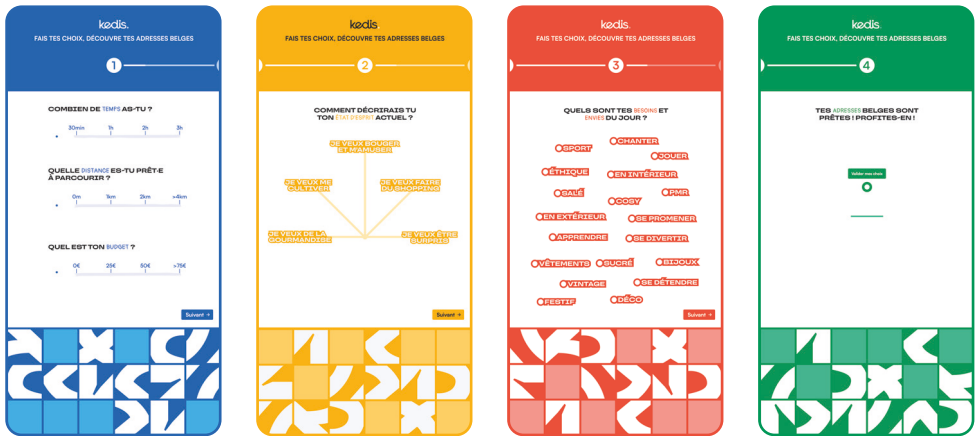 kedis.
FAIS TES CHOIX, DÉCOUVRE TES ADRESSES BELGES
1
COMBIEN DE TEMPS AS-TU ?
30min 1h 2h 3h
QUELLE DISTANCE ES-TU PRÊT·E
À PARCOURIR ?
0m 1km 2km +4km
QUEL EST TON BUDGET ?
0€ 25€ 50€ >75€
Suivant →
kedis.
FAIS TES CHOIX, DÉCOUVRE TES ADRESSES BELGES
2
COMMENT DÉCRIRAIS TU
TON ÉTAT D'ESPRIT ACTUEL ?
JE VEUX BOUGER
ET M'AMUSER
JE VEUX ME
CULTIVER
JE VEUX FAIRE
DU SHOPPING
JE VEUX DE LA
GOURMANDISE
JE VEUX ÊTRE
SURPRIS
Suivant →
kedis
FAIS TES CHOIX, DÉCOUVRE TES ADRESSES BELGES
3
QUELS SONT TES BESOINS ET
ENVIES DU JOUR ?
CHANTER
SPORT
JOUER
ÉTHIQUE
EN INTÉRIEUR
SALÉ
PMR
COSY
EN EXTÉRIEUR
SE PROMENER
APPRENDRE
SE DIVERTIR
VÊTEMENTS
SUCRÉ
BIJOUX
VINTAGE
SE DÉTENDRE
FESTIF
DÉCO
Suivant →
kedis
FAIS TES CHOIX, DÉCOUVRE TES ADRESSES BELGES
4
TES ADRESSES BELGES SONT
PRÊTES ! PROFITES-EN !
Valider mes choix